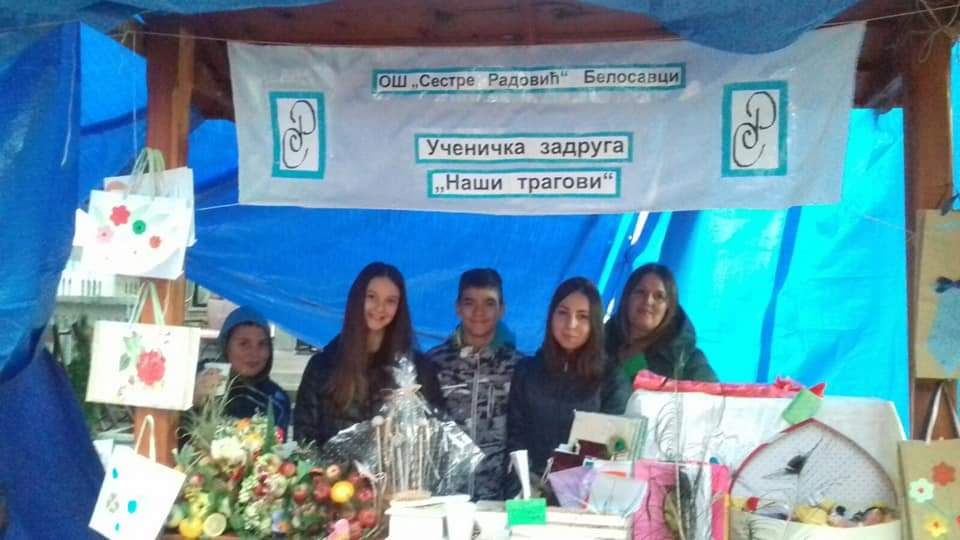 ОШ „Сестре Радовић“ Белосавци
Ученичка задруга
„Наши трагови“